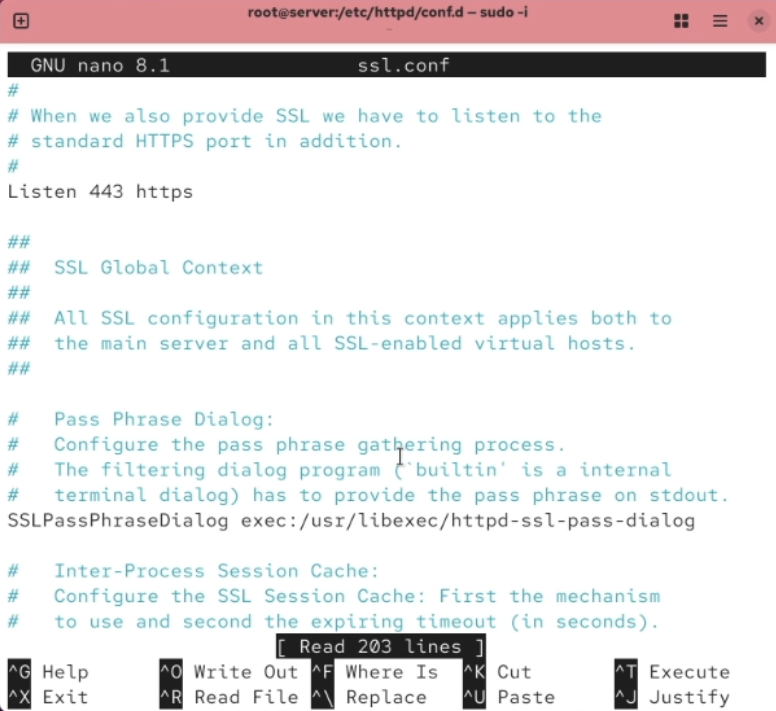 root@server:/etc/httpd/conf.d — sudo -i
GNU nano 8.1 ssl.conf
#
# When we also provide SSL we have to listen to the
# standard HTTPS port in addition.
#
Listen 443 https
##
##  SSL Global Context
##
##  All SSL configuration in this context applies both to
##  the main server and all SSL-enabled virtual hosts.
##
#   Pass Phrase Dialog:
#   Configure the pass phrase gathering process.
#   The filtering dialog program (`builtin' is a internal
#   terminal dialog) has to provide the pass phrase on stdout.
SSLPassPhraseDialog exec:/usr/libexec/httpd-ssl-pass-dialog
#   Inter-Process Session Cache:
#   Configure the SSL Session Cache: First the mechanism
#   to use and second the expiring timeout (in seconds).
[ Read 203 lines ]
^G Help ^O Write Out ^F Where Is ^K Cut ^T Execute
^X Exit ^R Read File ^\ Replace ^U Paste ^J Justify